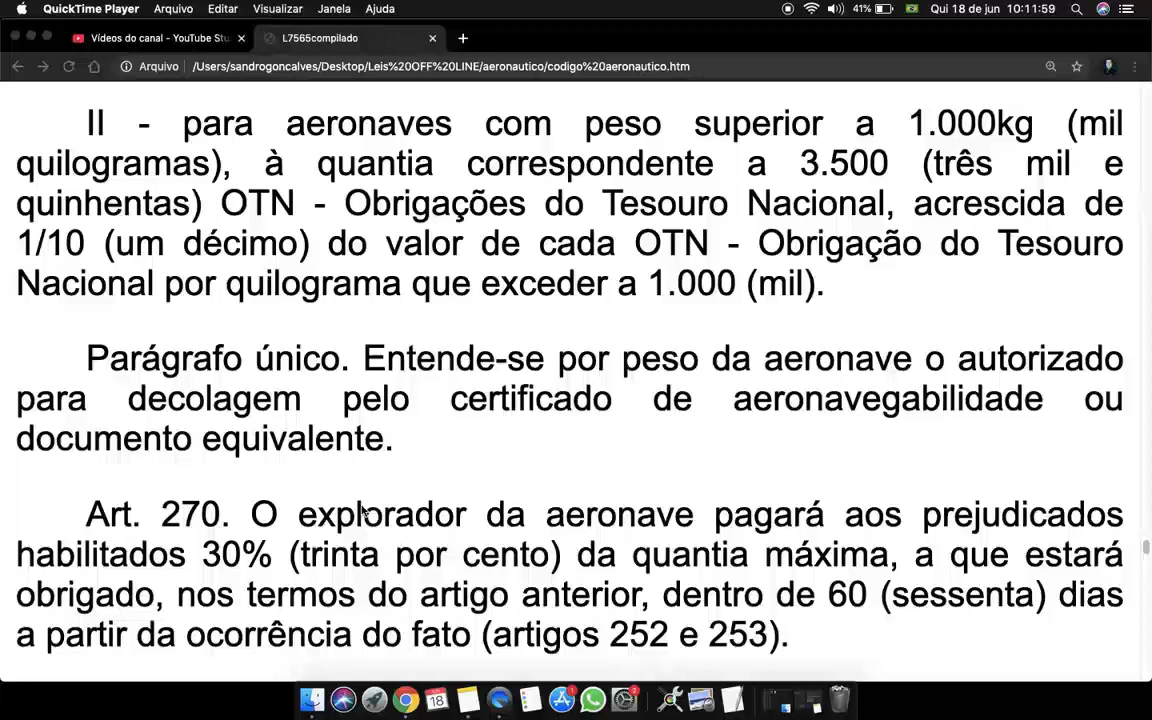 QuickTime Player Arquivo Editar Visualizar Janela Ajuda 41% Qui 18 de jun 10:11:59
Vídeos do canal - YouTube Stu L7565compilado
Arquivo /Users/sandrogoncalves/Desktop/Leis%20OFF%20LINE/aeronautico/codigo%20aeronautico.htm
II - para aeronaves com peso superior a 1.000kg (mil
quilogramas), à quantia correspondente a 3.500 (três mil e
quinhentas) OTN - Obrigações do Tesouro Nacional, acrescida de
1/10 (um décimo) do valor de cada OTN - Obrigação do Tesouro
Nacional por quilograma que exceder a 1.000 (mil).
Parágrafo único. Entende-se por peso da aeronave o autorizado
para decolagem pelo certificado de aeronavegabilidade ou
documento equivalente.
Art. 270. O explorador da aeronave pagará aos prejudicados
habilitados 30% (trinta por cento) da quantia máxima, a que estará
obrigado, nos termos do artigo anterior, dentro de 60 (sessenta) dias
a partir da ocorrência do fato (artigos 252 e 253).
18